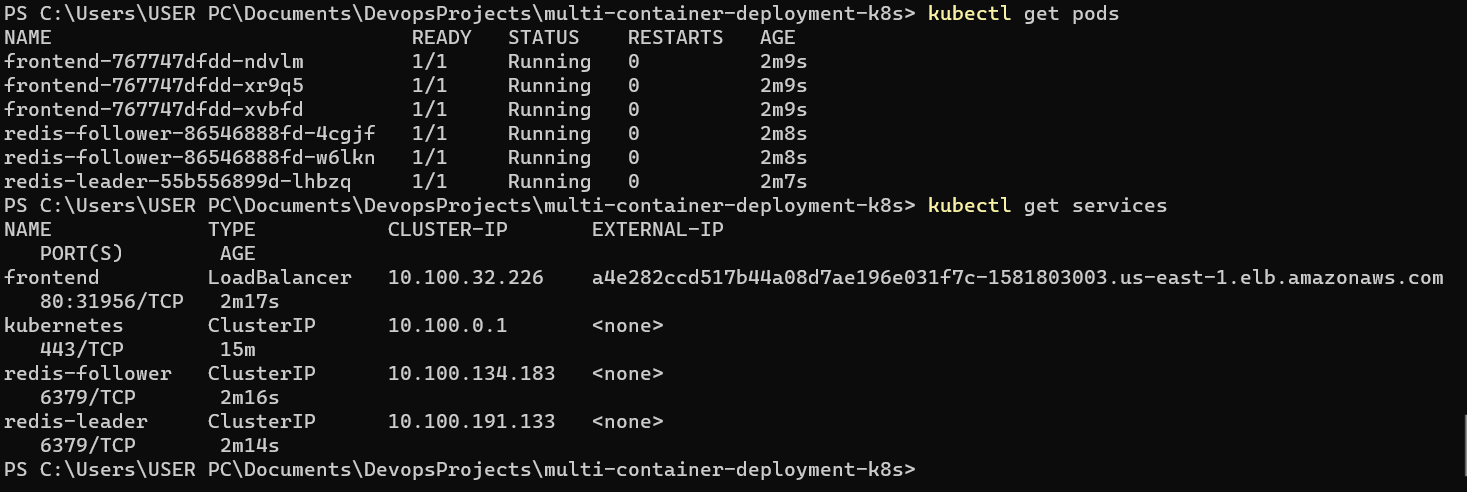 PS C:\Users\USER PC\Documents\DevopsProjects\multi-container-deployment-k8s> kubectl get pods
NAME                              READY   STATUS    RESTARTS   AGE
frontend-767747dfdd-ndvlm         1/1     Running   0          2m9s
frontend-767747dfdd-xr9q5         1/1     Running   0          2m9s
frontend-767747dfdd-xvbfd         1/1     Running   0          2m9s
redis-follower-86546888fd-4cgjf   1/1     Running   0          2m8s
redis-follower-86546888fd-w6lkn   1/1     Running   0          2m8s
redis-leader-55b556899d-lhbzq     1/1     Running   0          2m7s
PS C:\Users\USER PC\Documents\DevopsProjects\multi-container-deployment-k8s> kubectl get services
NAME             TYPE           CLUSTER-IP       EXTERNAL-IP
   PORT(S)        AGE
frontend         LoadBalancer   10.100.32.226    a4e282ccd517b44a08d7ae196e031f7c-1581803003.us-east-1.elb.amazonaws.com
   80:31956/TCP   2m17s
kubernetes       ClusterIP      10.100.0.1       <none>
   443/TCP        15m
redis-follower   ClusterIP      10.100.134.183   <none>
   6379/TCP       2m16s
redis-leader     ClusterIP      10.100.191.133   <none>
   6379/TCP       2m14s
PS C:\Users\USER PC\Documents\DevopsProjects\multi-container-deployment-k8s>